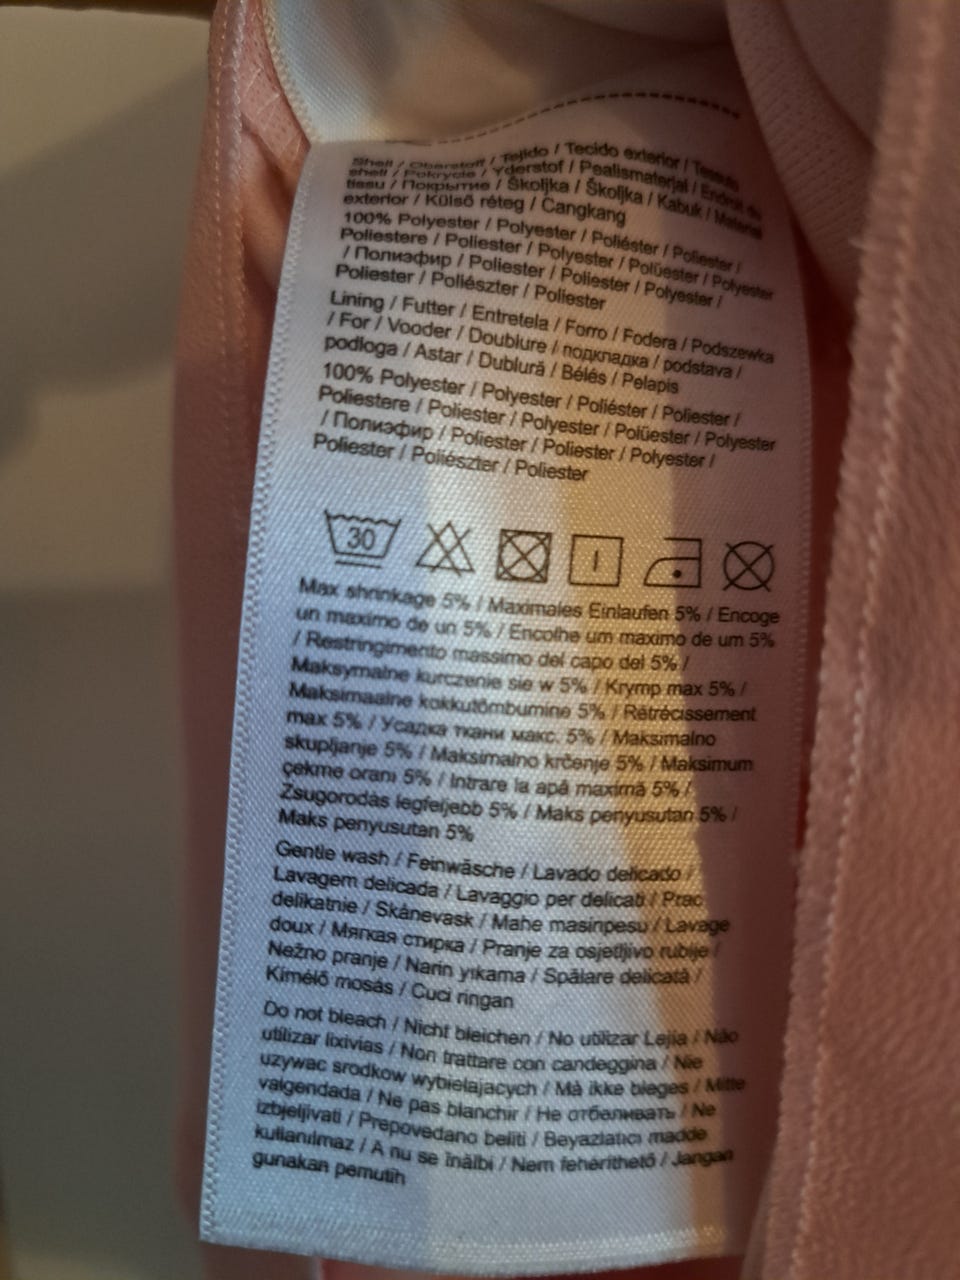 Shell / Oberstoff / Tejido / Tecido exterior / Tessuto
shell / Pokrycie / Yderstof / Pealismaterjal / Endroit du
tissu / Покрытие / Školjka / Školjka / Kabuk / Material
exterior / Külső réteg / Cangkang
100% Polyester / Polyester / Poliéster / Poliester /
Poliestere / Poliester / Polyester / Polüester / Polyester
/ Полиэфир / Poliester / Poliester / Polyester /
Poliester / Poliészter / Poliester
Lining / Futter / Entretela / Forro / Fodera / Podszewka
/ For / Vooder / Doublure / подкладка / podstava /
podloga / Astar / Dublură / Bélés / Pelapis
100% Polyester / Polyester / Poliéster / Poliester /
Poliestere / Poliester / Polyester / Polüester / Polyester
/ Полиэфир / Poliester / Poliester / Polyester /
Poliester / Poliészter / Poliester
30
Max shrinkage 5% / Maximales Einlaufen 5% / Encoge
un maximo de un 5% / Encolhe um maximo de um 5%
/ Restringimento massimo del capo del 5% /
Maksymalne kurczenie sie w 5% / Krymp max 5% /
Maksimaalne kokkutõmbumine 5% / Rétrécissement
max 5% / Усадка ткани макс. 5% / Maksimalno
skupljanje 5% / Maksimalno krčenje 5% / Maksimum
çekme oranı 5% / Intrare la apă maximă 5% /
Zsugorodás legfeljebb 5% / Maks penyusutan 5% /
Maks penyusutan 5%
Gentle wash / Feinwäsche / Lavado delicado /
Lavagem delicada / Lavaggio per delicati / Prac
delikatnie / Skånevask / Mahe masinpesu / Lavage
doux / Мягкая стирка / Pranje za osjetljivo rublje /
Nežno pranje / Narin yıkama / Spălare delicată /
Kímélő mosás / Cuci ringan
Do not bleach / Nicht bleichen / No utilizar Lejia / Não
utilizar lixivias / Non trattare con candeggina / Nie
uzywac srodkow wybielajacych / Må ikke bleges / Mitte
valgendada / Ne pas blanchir / Не отбеливать / Ne
izbjeljivati / Prepovedano beliti / Beyazlatıcı madde
kullanılmaz / A nu se înălbi / Nem fehéríthető / Jangan
gunakan pemutih